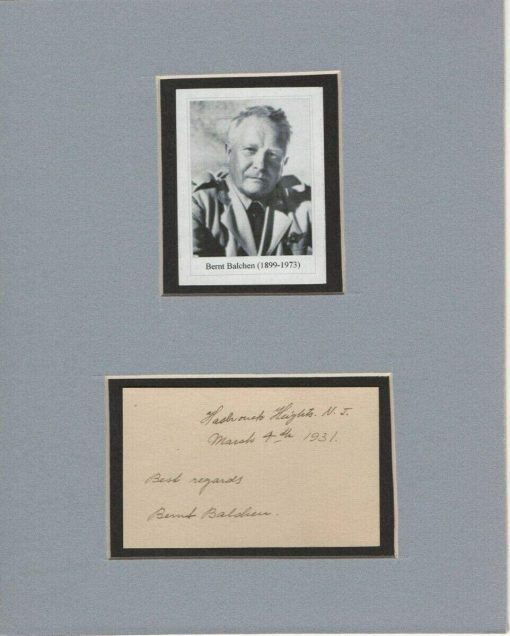 Bernt Balchen (1899-1973)
Hasbrouck Heights. N. J.
March 4th 1931.
Best regards
Bernt Balchen.